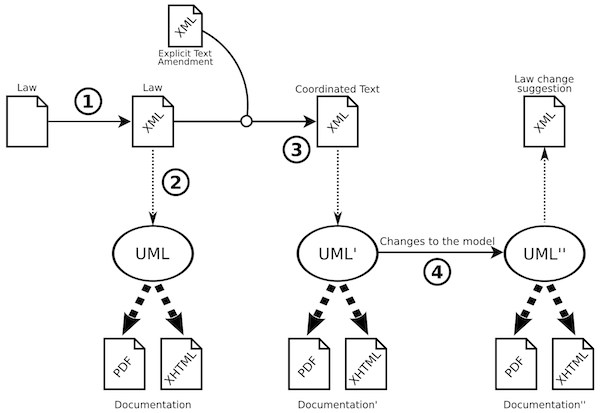 XML
Explicit Text
Amendment
Law
Law
Coordinated Text
Law change
suggestion
1
XML
XML
XML
3
2
UML
UML'
Changes to the model
UML''
4
PDF
XHTML
PDF
XHTML
PDF
XHTML
Documentation
Documentation'
Documentation''